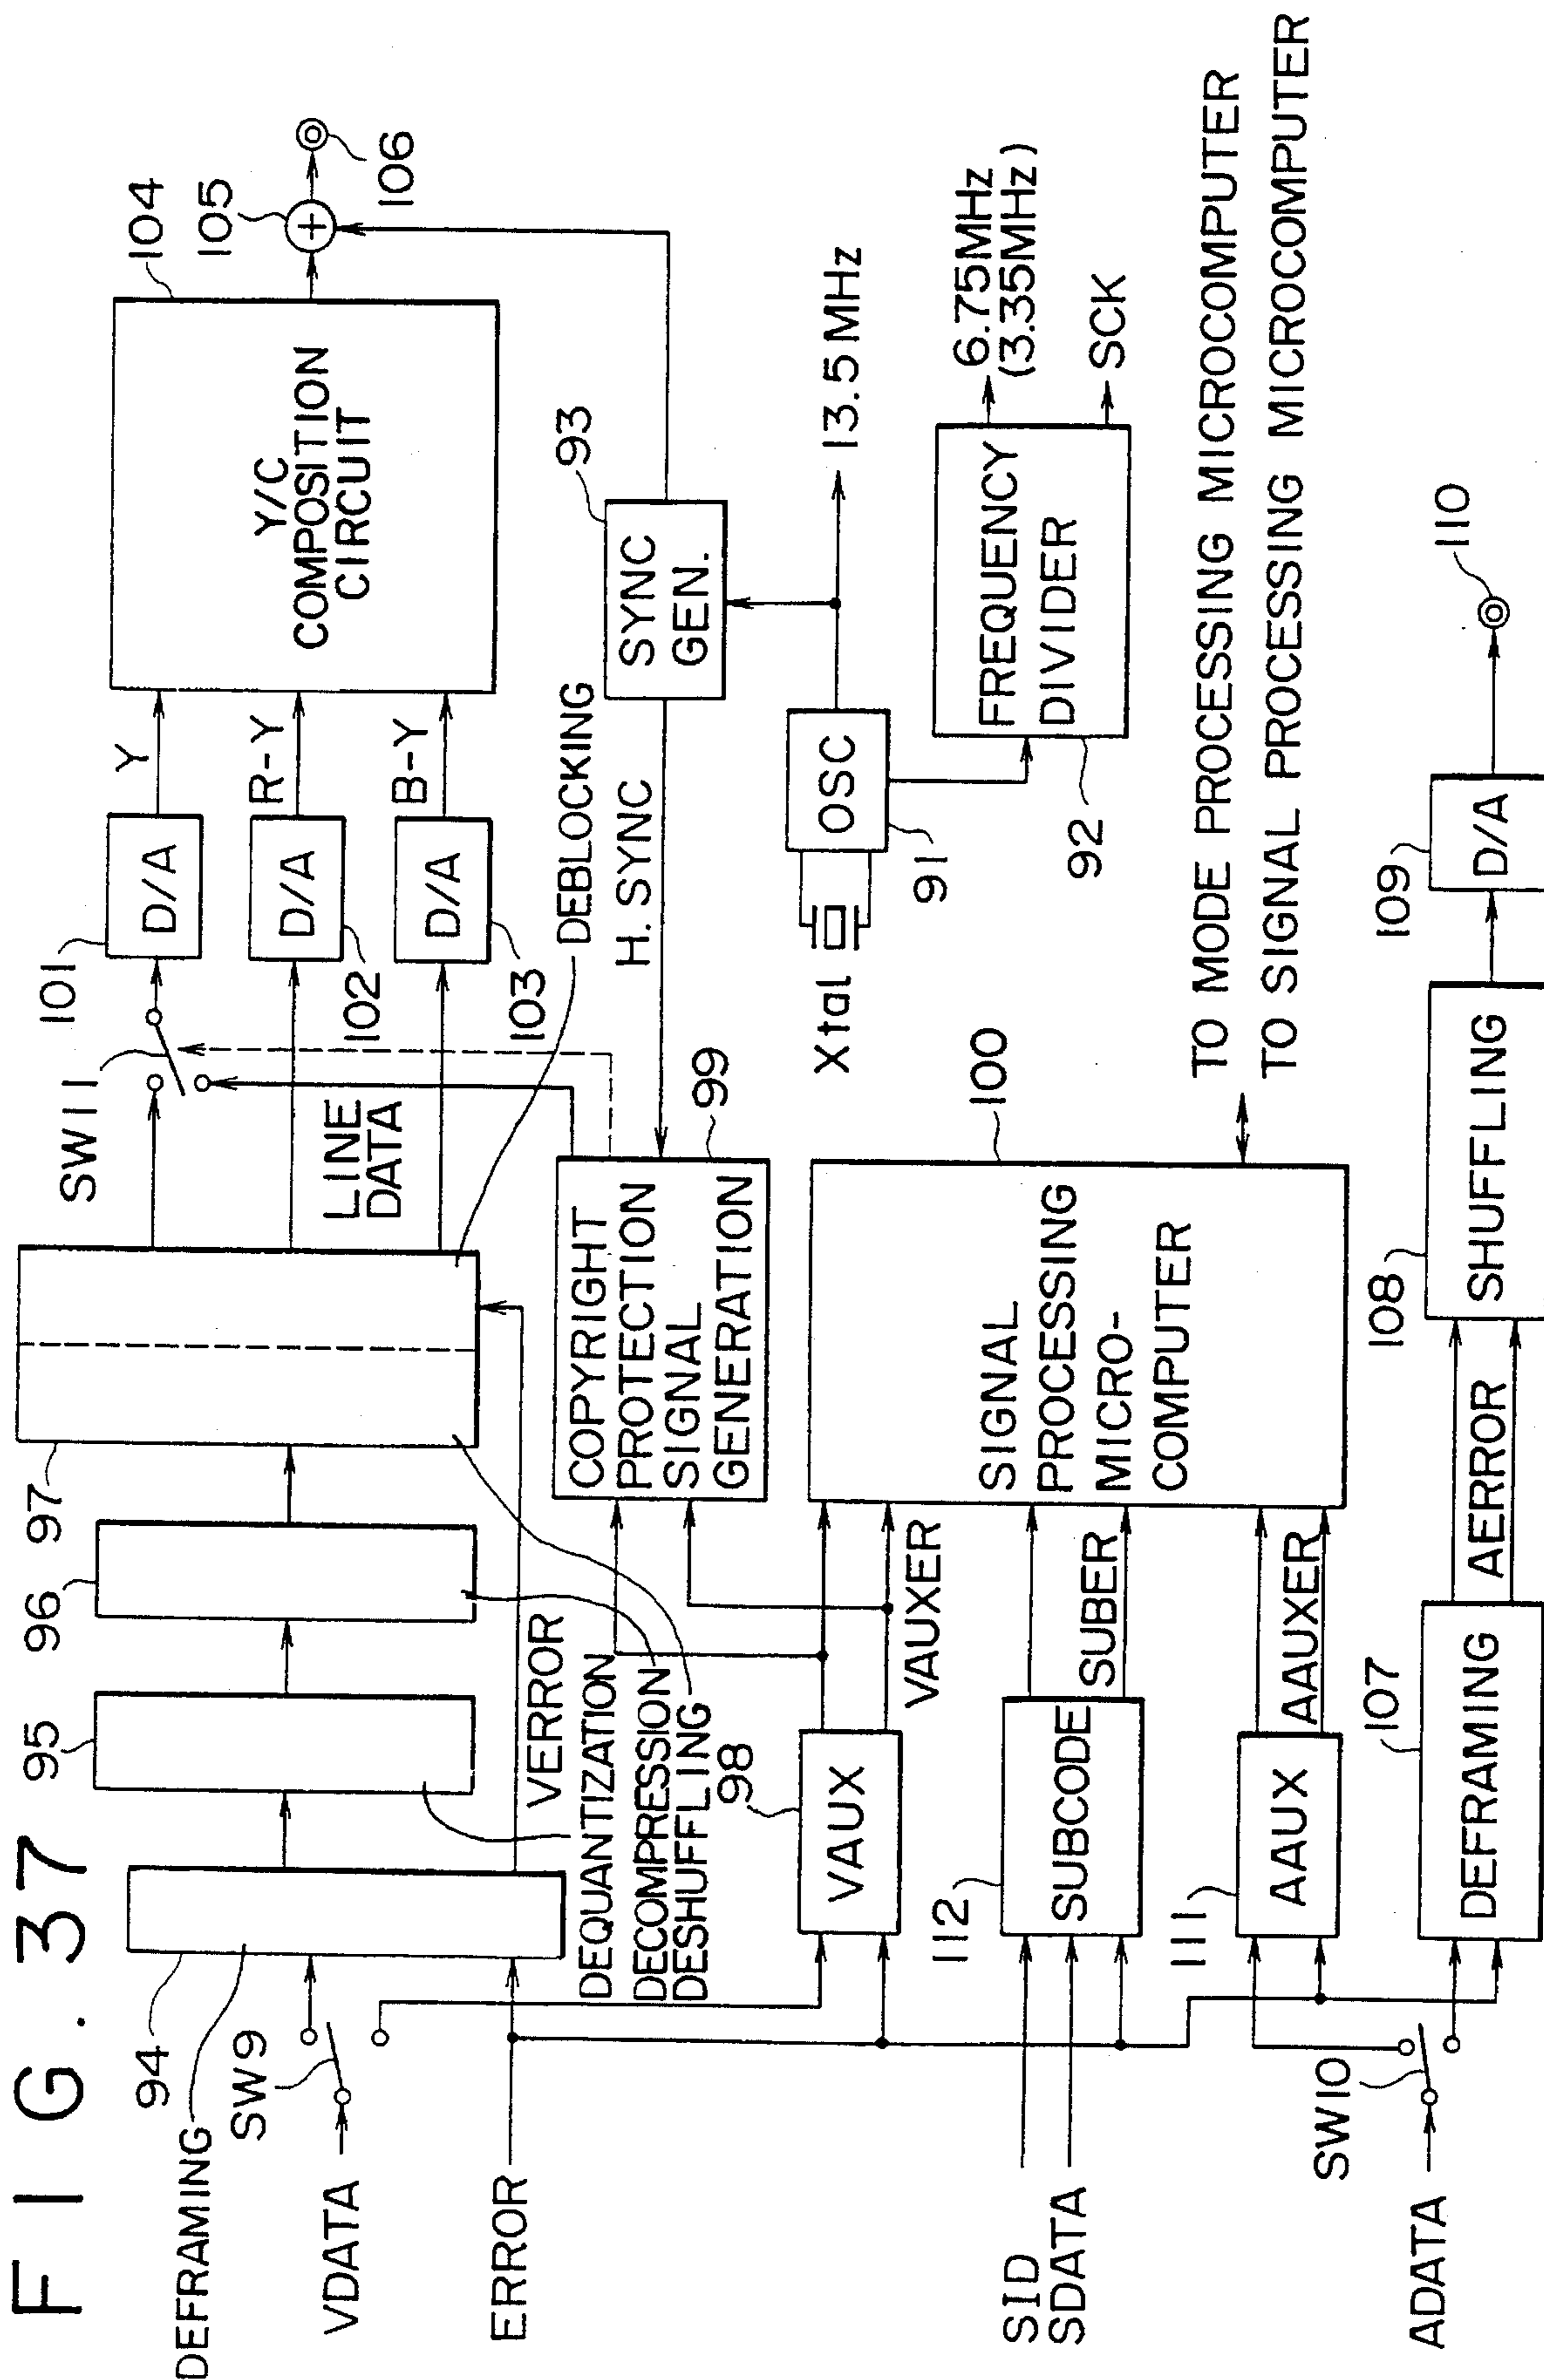 FIG. 37
DEFRAMING
94
95
96
97
SW11
101
D/A
Y
102
D/A
R-Y
103
D/A
B-Y
104
Y/C
COMPOSITION
CIRCUIT
105
106
SW9
VDATA
ERROR
VERROR
LINE
DATA
DEBLOCKING
DEQUANTIZATION
DECOMPRESSION
DESHUFFLING
COPYRIGHT
PROTECTION
SIGNAL
GENERATION
99
H. SYNC
93
SYNC
GEN.
13.5MHz
Xtal
OSC
91
FREQUENCY
DIVIDER
92
6.75MHz
(3.35MHz)
SCK
98
VAUX
VAUXER
112
SUBCODE
SUBER
SID
SDATA
111
AAUX
AAUXER
100
SIGNAL
PROCESSING
MICRO-
COMPUTER
TO MODE PROCESSING MICROCOMPUTER
TO SIGNAL PROCESSING MICROCOMPUTER
SW10
ADATA
107
DEFRAMING
AERROR
108
SHUFFLING
109
D/A
110